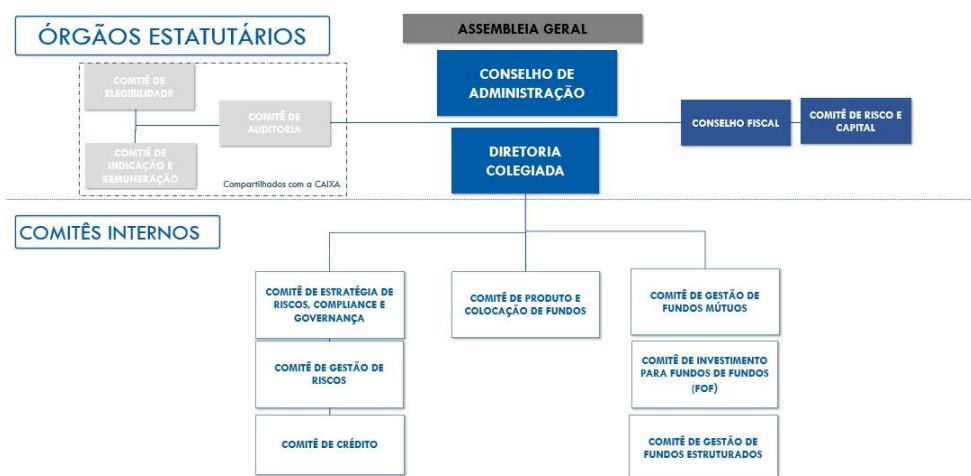 ÓRGÃOS ESTATUTÁRIOS
ASSEMBLEIA GERAL
CONSELHO DE
ADMINISTRAÇÃO
COMTIÊ DE
ELEGIBILIDADE
COMITÊ DE
AUDITORIA
COMTIÊ DE
INDICAÇÃO E
REMUNERAÇÃO
Compartilhados com a CAIXA
CONSELHO FISCAL
COMITÊ DE RISCO E
CAPITAL
DIRETORIA
COLEGIADA
COMITÊS INTERNOS
COMITÊ DE ESTRATÉGIA DE
RISCOS, COMPLIANCE E
GOVERNANÇA
COMITÊ DE PRODUTO E
COLOCAÇÃO DE FUNDOS
COMITÊ DE GESTÃO DE
FUNDOS MÚTUOS
COMITÊ DE GESTÃO DE
RISCOS
COMITÊ DE INVESTIMENTO
PARA FUNDOS DE FUNDOS
(FOF)
COMITÊ DE CRÉDITO
COMITÊ DE GESTÃO DE
FUNDOS ESTRUTURADOS